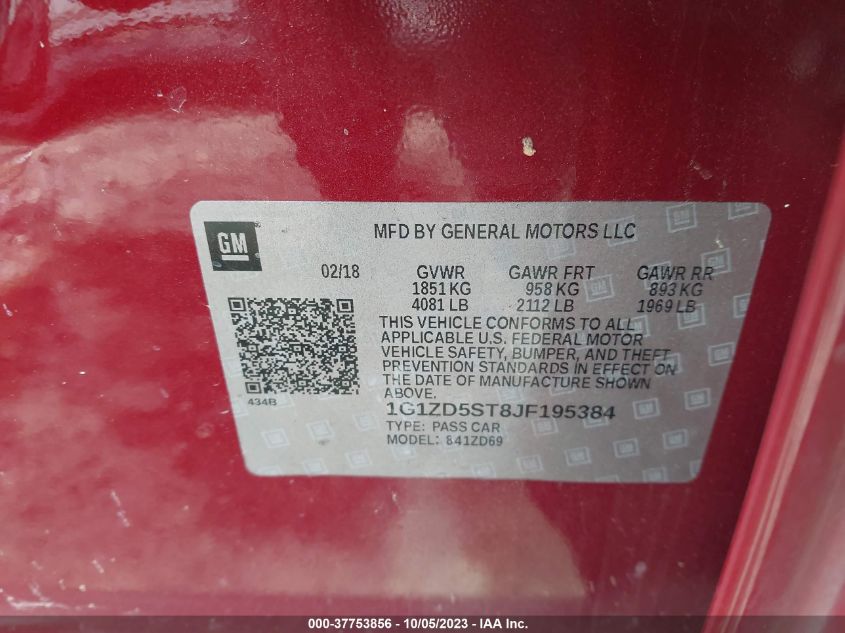 GM
MFD BY GENERAL MOTORS LLC
02/18 GVWR GAWR FRT GAWR RR
1851 KG 958 KG 893 KG
4081 LB 2112 LB 1969 LB
THIS VEHICLE CONFORMS TO ALL
APPLICABLE U.S. FEDERAL MOTOR
VEHICLE SAFETY, BUMPER, AND THEFT
PREVENTION STANDARDS IN EFFECT ON
THE DATE OF MANUFACTURE SHOWN
ABOVE.
434B
1G1ZD5ST8JF195384
TYPE: PASS CAR
MODEL: 841ZD69
000-37753856 - 10/05/2023 - IAA Inc.